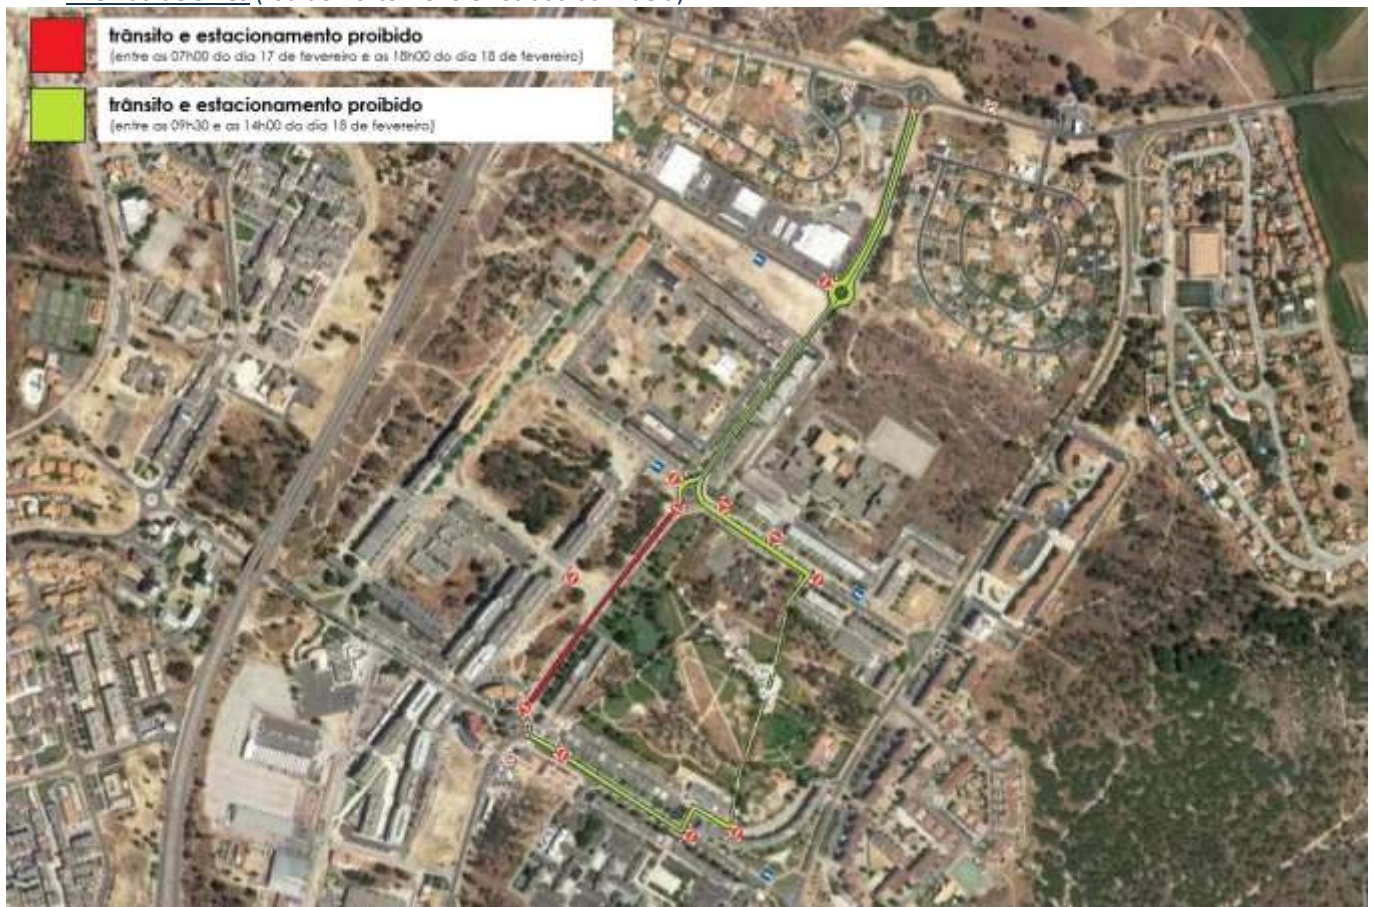 trânsito e estacionamento proibido
(entre as 07h00 do dia 17 de fevereiro e as 18h00 do dia 18 de fevereiro)
trânsito e estacionamento proibido
(entre as 09h30 e as 14h00 do dia 18 de fevereiro)